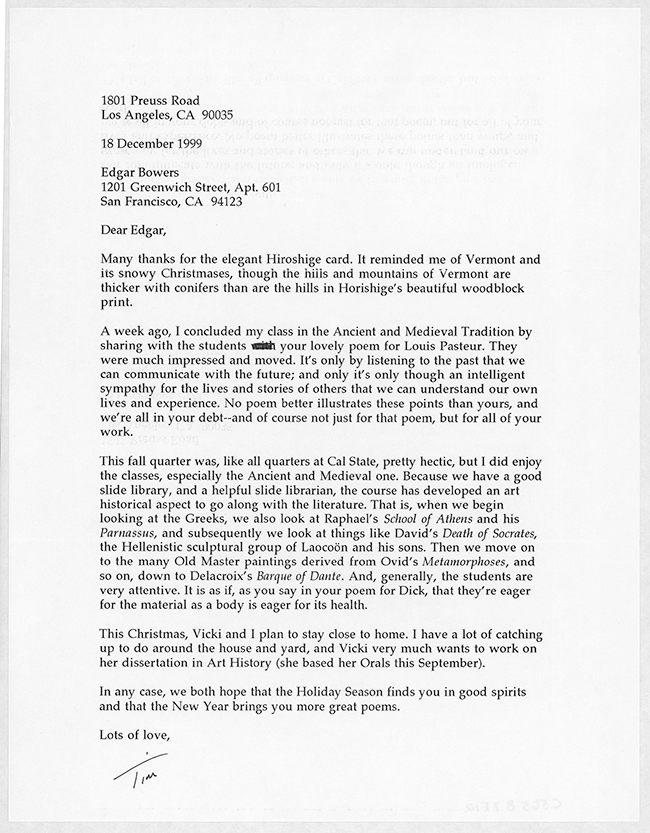 1801 Preuss Road
Los Angeles, CA 90035
18 December 1999
Edgar Bowers
1201 Greenwich Street, Apt. 601
San Francisco, CA 94123
Dear Edgar,
Many thanks for the elegant Hiroshige card. It reminded me of Vermont and
its snowy Christmases, though the hiils and mountains of Vermont are
thicker with conifers than are the hills in Horishige's beautiful woodblock
print.
A week ago, I concluded my class in the Ancient and Medieval Tradition by
sharing with the students your lovely poem for Louis Pasteur. They
were much impressed and moved. It's only by listening to the past that we
can communicate with the future; and only it's only though an intelligent
sympathy for the lives and stories of others that we can understand our own
lives and experience. No poem better illustrates these points than yours, and
we're all in your debt--and of course not just for that poem, but for all of your
work.
This fall quarter was, like all quarters at Cal State, pretty hectic, but I did enjoy
the classes, especially the Ancient and Medieval one. Because we have a good
slide library, and a helpful slide librarian, the course has developed an art
historical aspect to go along with the literature. That is, when we begin
looking at the Greeks, we also look at Raphael's School of Athens and his
Parnassus, and subsequently we look at things like David's Death of Socrates,
the Hellenistic sculptural group of Laocoön and his sons. Then we move on
to the many Old Master paintings derived from Ovid's Metamorphoses, and
so on, down to Delacroix's Barque of Dante. And, generally, the students are
very attentive. It is as if, as you say in your poem for Dick, that they're eager
for the material as a body is eager for its health.
This Christmas, Vicki and I plan to stay close to home. I have a lot of catching
up to do around the house and yard, and Vicki very much wants to work on
her dissertation in Art History (she based her Orals this September).
In any case, we both hope that the Holiday Season finds you in good spirits
and that the New Year brings you more great poems.
Lots of love,
Tim